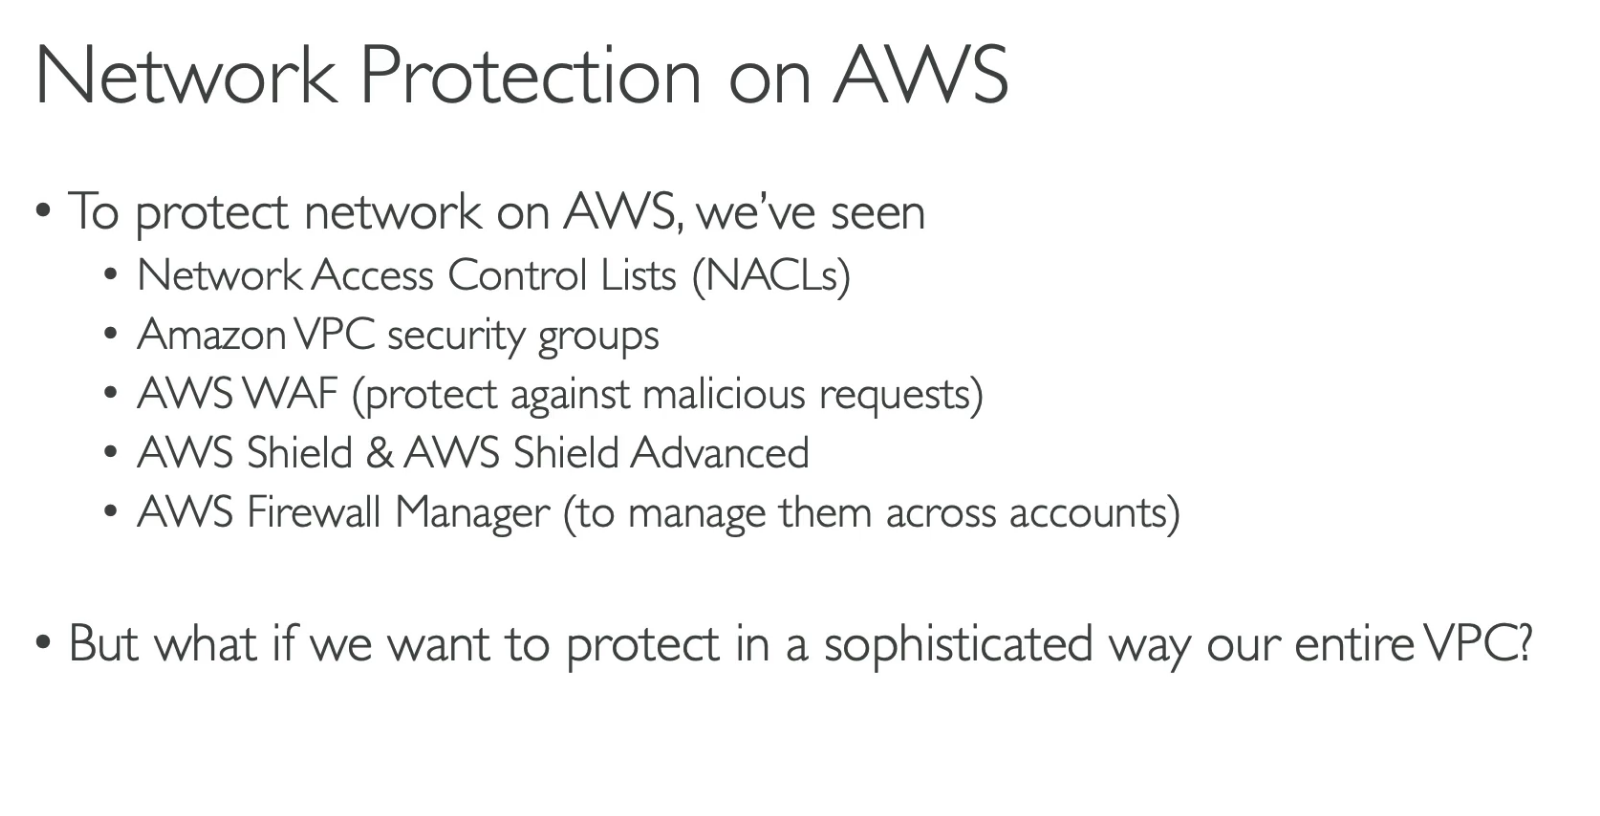 Network Protection on AWS
• To protect network on AWS, we’ve seen
• Network Access Control Lists (NACLs)
• Amazon VPC security groups
• AWS WAF (protect against malicious requests)
• AWS Shield & AWS Shield Advanced
• AWS Firewall Manager (to manage them across accounts)
• But what if we want to protect in a sophisticated way our entire VPC?